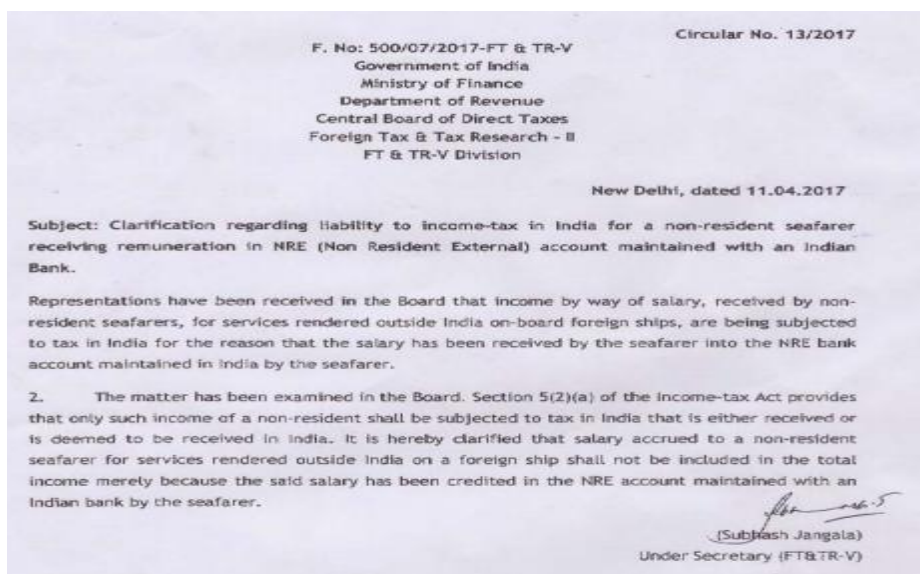 Circular No. 13/2017
F. No: 500/07/2017-FT & TR-V
Government of India
Ministry of Finance
Department of Revenue
Central Board of Direct Taxes
Foreign Tax & Tax Research - II
FT & TR-V Division
New Delhi, dated 11.04.2017
Subject: Clarification regarding liability to income-tax in India for a non-resident seafarer
receiving remuneration in NRE (Non Resident External) account maintained with an Indian
Bank.
Representations have been received in the Board that income by way of salary, received by non-
resident seafarers, for services rendered outside India on-board foreign ships, are being subjected
to tax in India for the reason that the salary has been received by the seafarer into the NRE bank
account maintained in India by the seafarer.
2. The matter has been examined in the Board. Section 5(2)(a) of the Income-tax Act provides
that only such income of a non-resident shall be subjected to tax in India that is either received or
is deemed to be received in India. It is hereby clarified that salary accrued to a non-resident
seafarer for services rendered outside India on a foreign ship shall not be included in the total
income merely because the said salary has been credited in the NRE account maintained with an
Indian bank by the seafarer.
(Subhash Jangala)
Under Secretary (FT&TR-V)